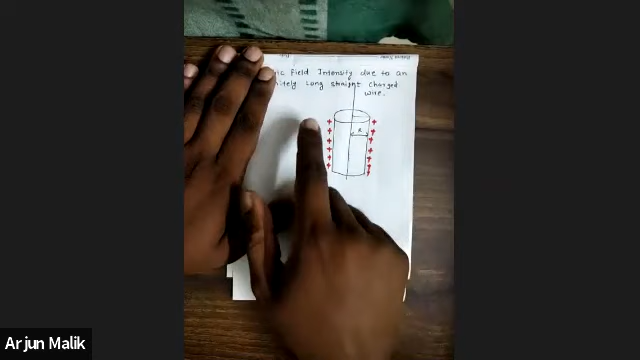 Field Intensity due to an
Long Straight Charged
wire.
R
Arjun Malik